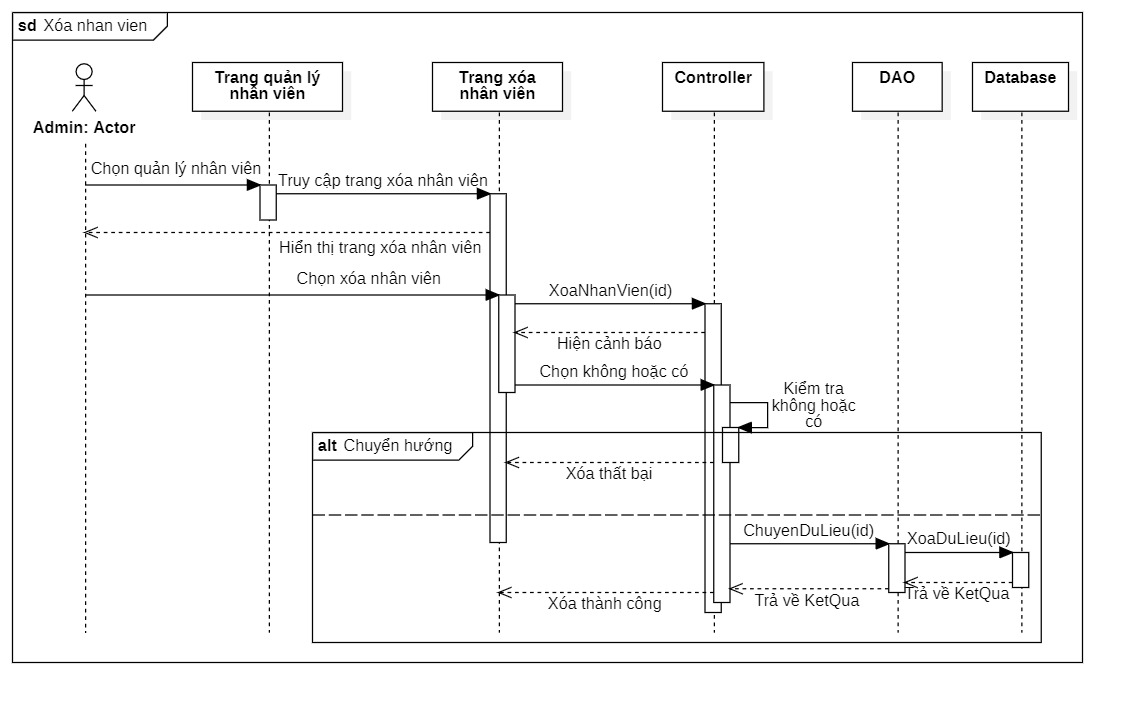 sd Xóa nhan vien
Trang quản lý
nhân viên
Trang xóa
nhân viên
Controller
DAO
Database
Admin: Actor
Chọn quản lý nhân viên
Truy cập trang xóa nhân viên
Hiển thị trang xóa nhân viên
Chọn xóa nhân viên
XoaNhanVien(id)
Hiện cảnh báo
Chọn không hoặc có
Kiểm tra
không hoặc
có
alt Chuyển hướng
Xóa thất bại
ChuyenDuLieu(id)
XoaDuLieu(id)
Trả về KetQua
Trả về KetQua
Xóa thành công